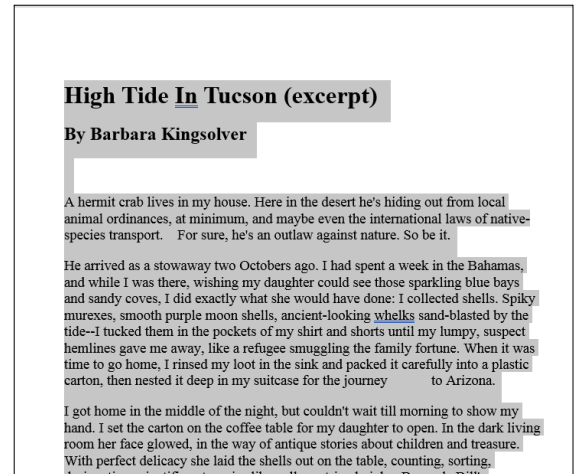 High Tide In Tucson (excerpt)
By Barbara Kingsolver
A hermit crab lives in my house. Here in the desert he's hiding out from local
animal ordinances, at minimum, and maybe even the international laws of native-
species transport. For sure, he's an outlaw against nature. So be it.
He arrived as a stowaway two Octobers ago. I had spent a week in the Bahamas,
and while I was there, wishing my daughter could see those sparkling blue bays
and sandy coves, I did exactly what she would have done: I collected shells. Spiky
murexes, smooth purple moon shells, ancient-looking whelks sand-blasted by the
tide--I tucked them in the pockets of my shirt and shorts until my lumpy, suspect
hemlines gave me away, like a refugee smuggling the family fortune. When it was
time to go home, I rinsed my loot in the sink and packed it carefully into a plastic
carton, then nested it deep in my suitcase for the journey to Arizona.
I got home in the middle of the night, but couldn't wait till morning to show my
hand. I set the carton on the coffee table for my daughter to open. In the dark living
room her face glowed, in the way of antique stories about children and treasure.
With perfect delicacy she laid the shells out on the table, counting, sorting,